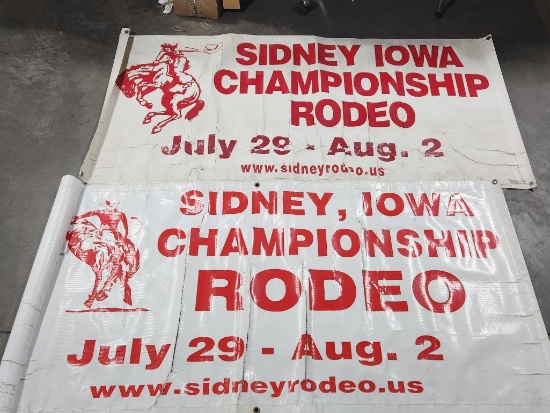 SIDNEY IOWA
CHAMPIONSHIP
RODEO
July 29 - Aug. 2
www.sidneyrodeo.us
SIDNEY, IOWA
CHAMPIONSHIP
RODEO
July 29 - Aug. 2
www.sidneyrodeo.us